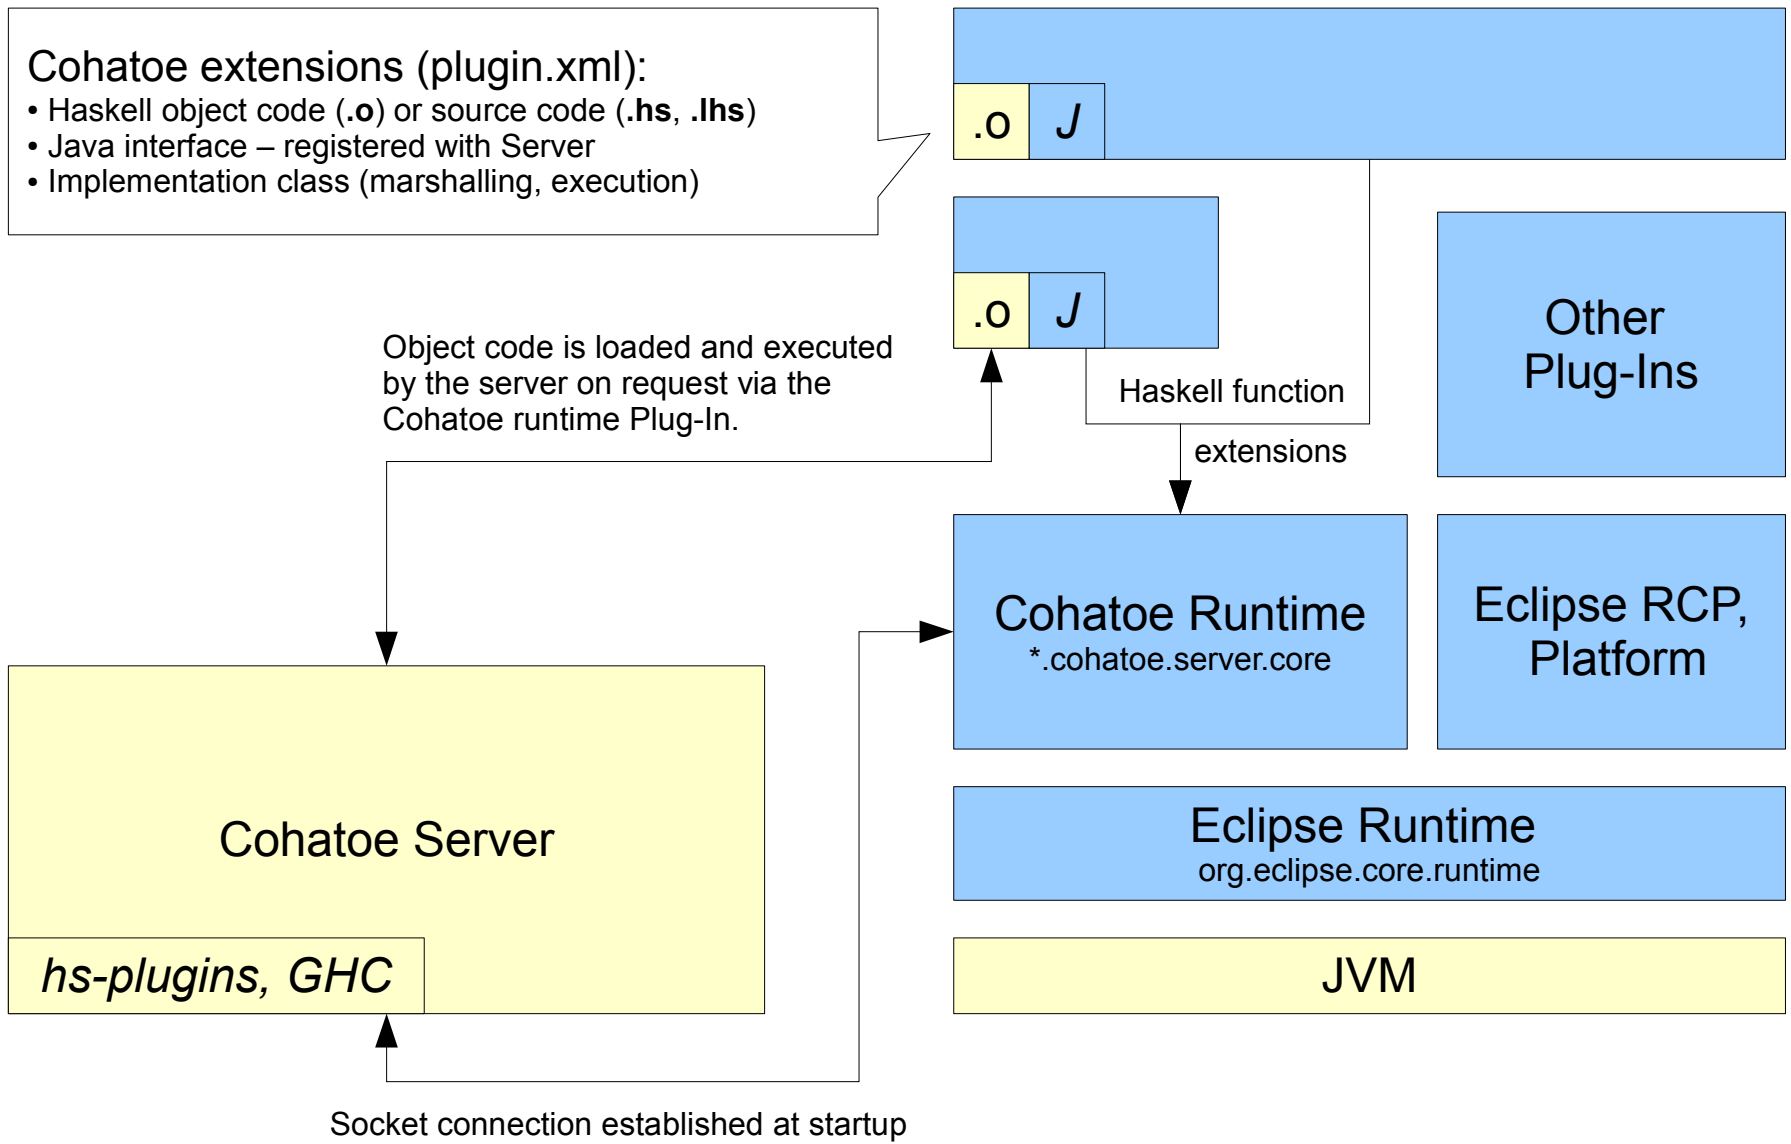 Cohatoe extensions (plugin.xml):
• Haskell object code (.o) or source code (.hs, .lhs)
• Java interface – registered with Server
• Implementation class (marshalling, execution)
.o J
.o J
Other
Plug-Ins
Object code is loaded and executed
by the server on request via the
Cohatoe runtime Plug-In.
Haskell function
extensions
Cohatoe Runtime
*.cohatoe.server.core
Eclipse RCP,
Platform
Cohatoe Server
hs-plugins, GHC
Eclipse Runtime
org.eclipse.core.runtime
JVM
Socket connection established at startup